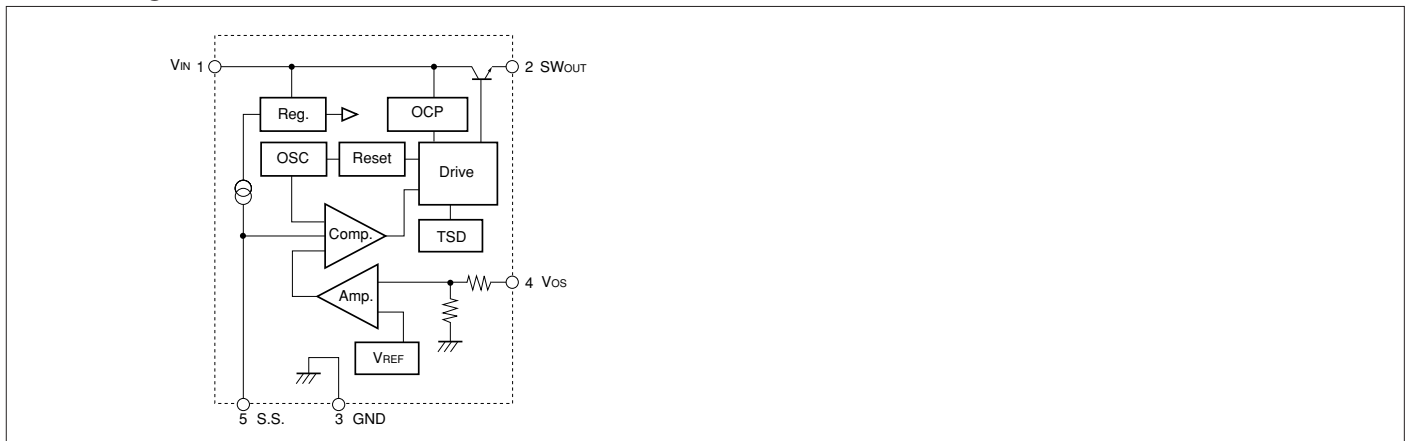 VIN 1
2 SWOUT
Reg.
OCP
OSC
Reset
Drive
Comp.
TSD
Amp.
4 VOS
VREF
5 S.S.
3 GND